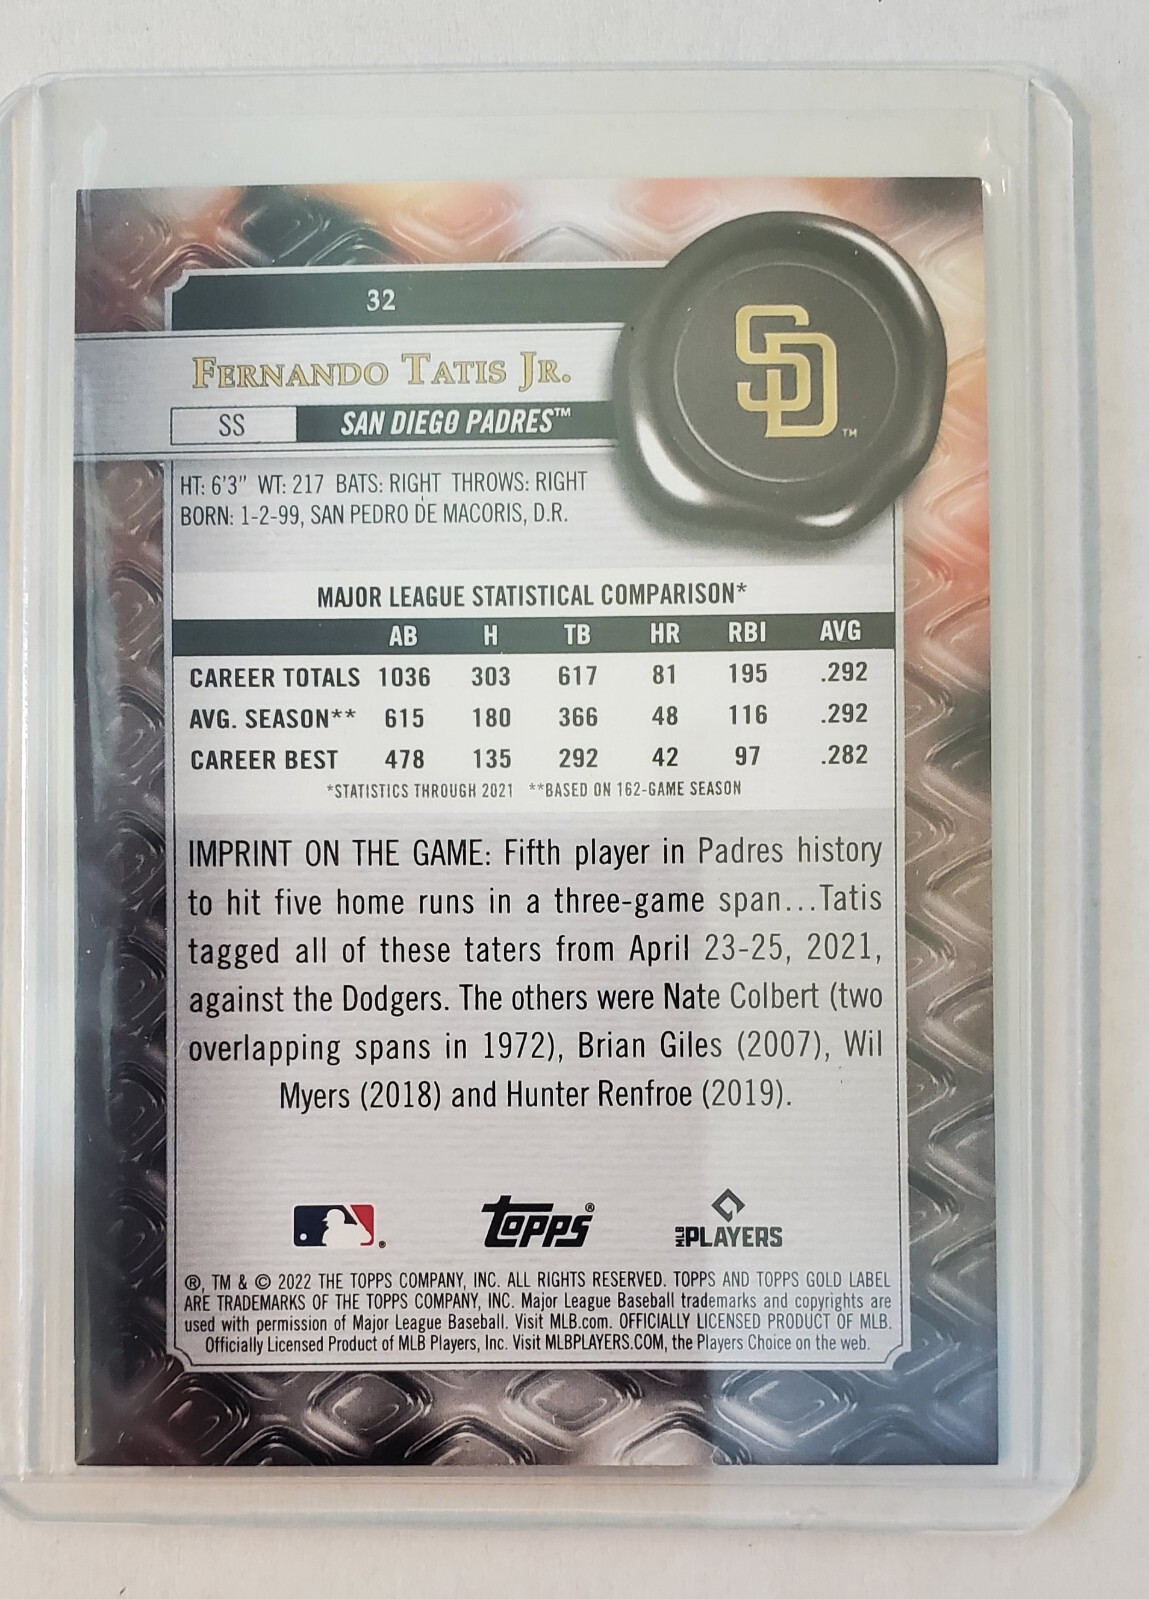 32
SD
™
FERNANDO TATIS JR.
SS SAN DIEGO PADRES™
HT: 6'3" WT: 217 BATS: RIGHT THROWS: RIGHT
BORN: 1-2-99, SAN PEDRO DE MACORIS, D.R.
MAJOR LEAGUE STATISTICAL COMPARISON*
AB H TB HR RBI AVG
CAREER TOTALS 1036 303 617 81 195 .292
AVG. SEASON** 615 180 366 48 116 .292
CAREER BEST 478 135 292 42 97 .282
*STATISTICS THROUGH 2021 **BASED ON 162-GAME SEASON
IMPRINT ON THE GAME: Fifth player in Padres history
to hit five home runs in a three-game span...Tatis
tagged all of these taters from April 23-25, 2021,
against the Dodgers. The others were Nate Colbert (two
overlapping spans in 1972), Brian Giles (2007), Wil
Myers (2018) and Hunter Renfroe (2019).
® TOPPS® MLB PLAYERS
®, TM & © 2022 THE TOPPS COMPANY, INC. ALL RIGHTS RESERVED. TOPPS AND TOPPS GOLD LABEL
ARE TRADEMARKS OF THE TOPPS COMPANY, INC. Major League Baseball trademarks and copyrights are
used with permission of Major League Baseball. Visit MLB.com. OFFICIALLY LICENSED PRODUCT OF MLB.
Officially Licensed Product of MLB Players, Inc. Visit MLBPLAYERS.COM, the Players Choice on the web.